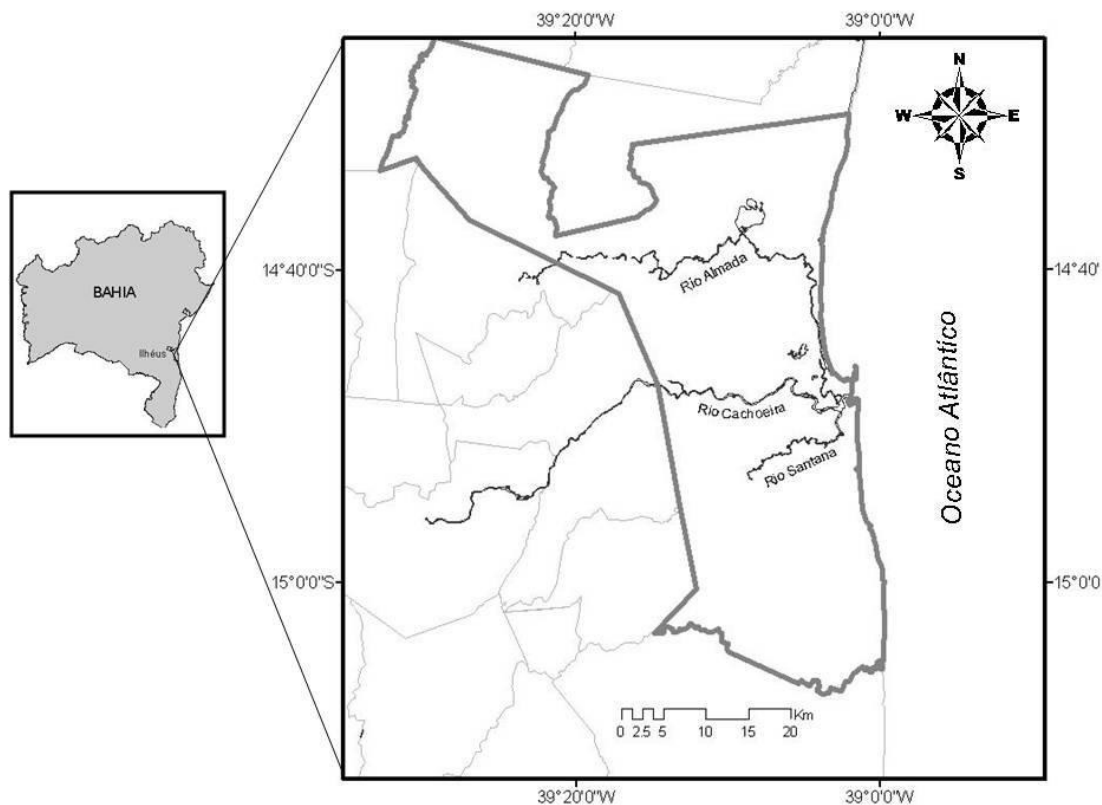 39°20'0"W
39°0'0"W
N
W
E
S
BAHIA
Ilhéus
14°40'0"S
14°40'
Rio Almada
Rio Cachoeira
Rio Santana
Oceano Atlântico
15°0'0"S
15°0'0
Km
0 2.5 5 10 15 20
39°20'0"W
39°0'0"W